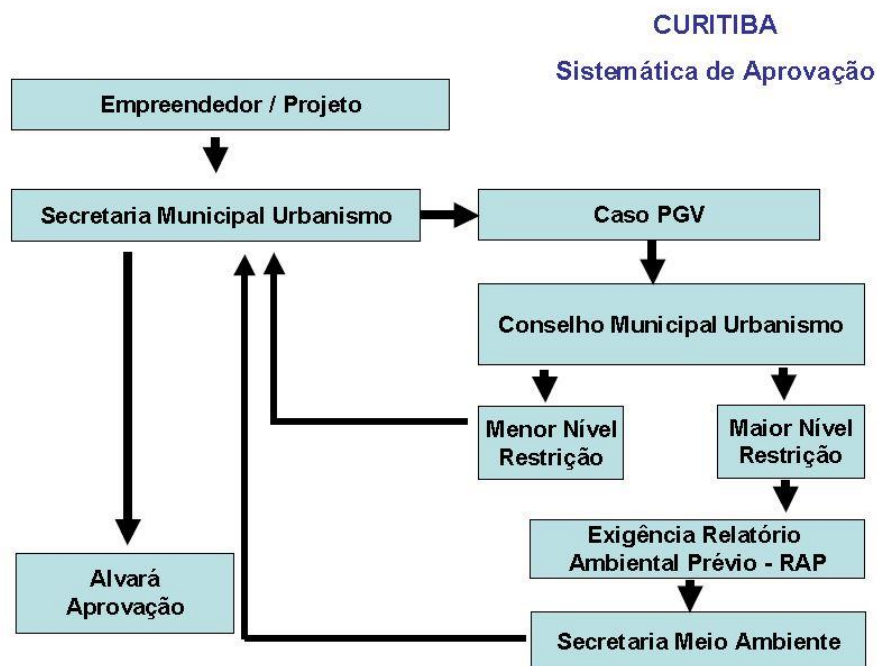 CURITIBA
Sistemática de Aprovação
Empreendedor / Projeto
Secretaria Municipal Urbanismo
Caso PGV
Conselho Municipal Urbanismo
Menor Nível
Restrição
Maior Nível
Restrição
Exigência Relatório
Ambiental Prévio - RAP
Alvará
Aprovação
Secretaria Meio Ambiente